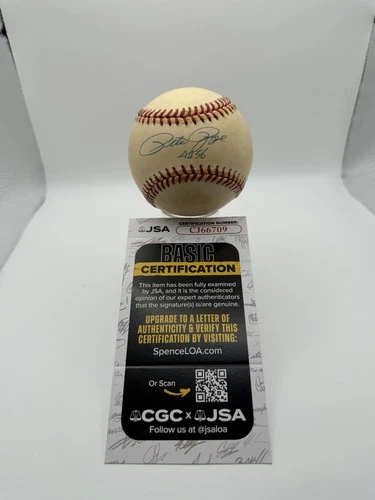 Pete Rose
4256
JSA
CERTIFICATION NUMBER:
CJ66709
BASIC
CERTIFICATION
This item has been fully examined
by JSA, and it is the considered
opinion of our expert authenticators
that the signature(s) is/are genuine.
UPGRADE TO A LETTER OF
AUTHENTICITY & VERIFY THIS
CERTIFICATION BY VISITING:
SpenceLOA.com
Or Scan
CGC x JSA
Follow us at @jsaloa